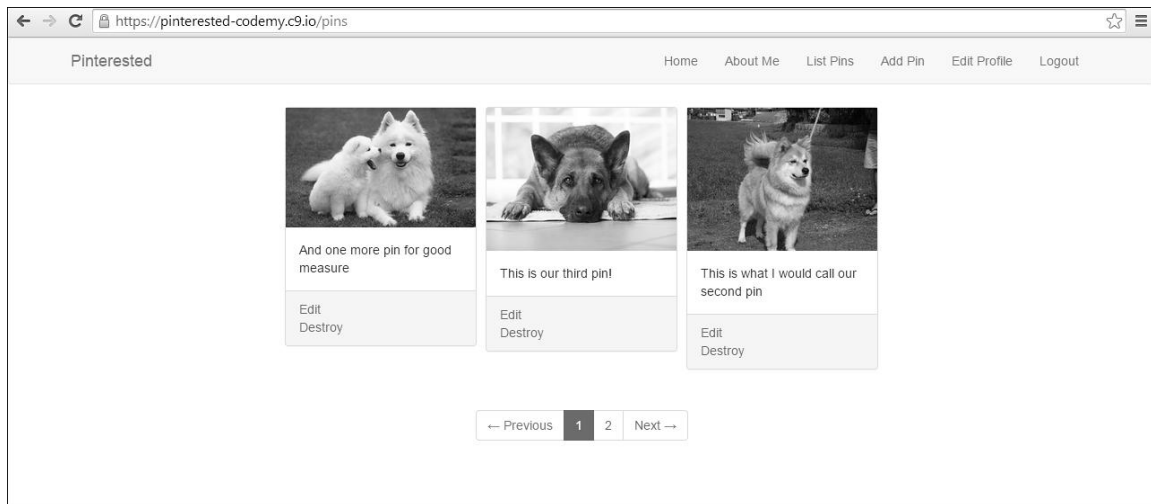 https://pinterested-codemy.c9.io/pins
Pinterested
Home About Me List Pins Add Pin Edit Profile Logout
And one more pin for good
measure
Edit
Destroy
This is our third pin!
Edit
Destroy
This is what I would call our
second pin
Edit
Destroy
← Previous 1 2 Next →